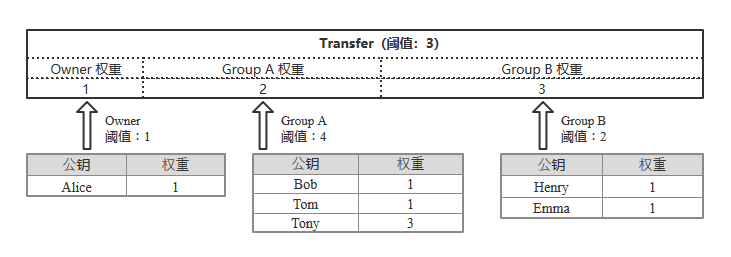 Transfer (阈值: 3)
Owner 权重 Group A 权重 Group B 权重
1 2 3
Owner
阈值：1
Group A
阈值：4
Group B
阈值：2
公钥 权重
Alice 1
公钥 权重
Bob 1
Tom 1
Tony 3
公钥 权重
Henry 1
Emma 1